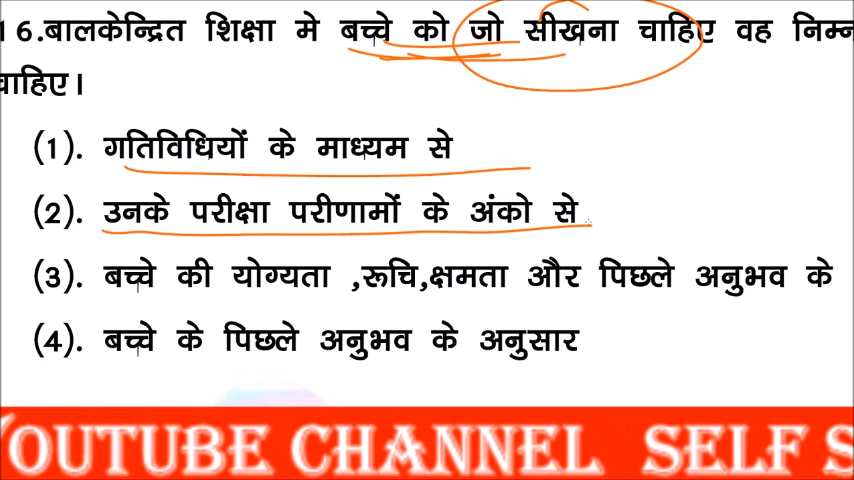 16.बालकेन्द्रित शिक्षा मे बच्चे को जो सीखना चाहिए वह निम्न
चाहिए।
(1). गतिविधियों के माध्यम से
(2). उनके परीक्षा परीणामों के अंको से
(3). बच्चे की योग्यता ,रूचि,क्षमता और पिछले अनुभव के
(4). बच्चे के पिछले अनुभव के अनुसार
YOUTUBE CHANNEL SELF S